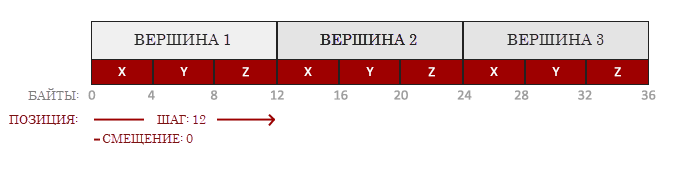 ВЕРШИНА 1 ВЕРШИНА 2 ВЕРШИНА 3
X Y Z X Y Z X Y Z
БАЙТЫ: 0 4 8 12 16 20 24 28 32 36
ПОЗИЦИЯ: ШАГ: 12
СМЕЩЕНИЕ: 0